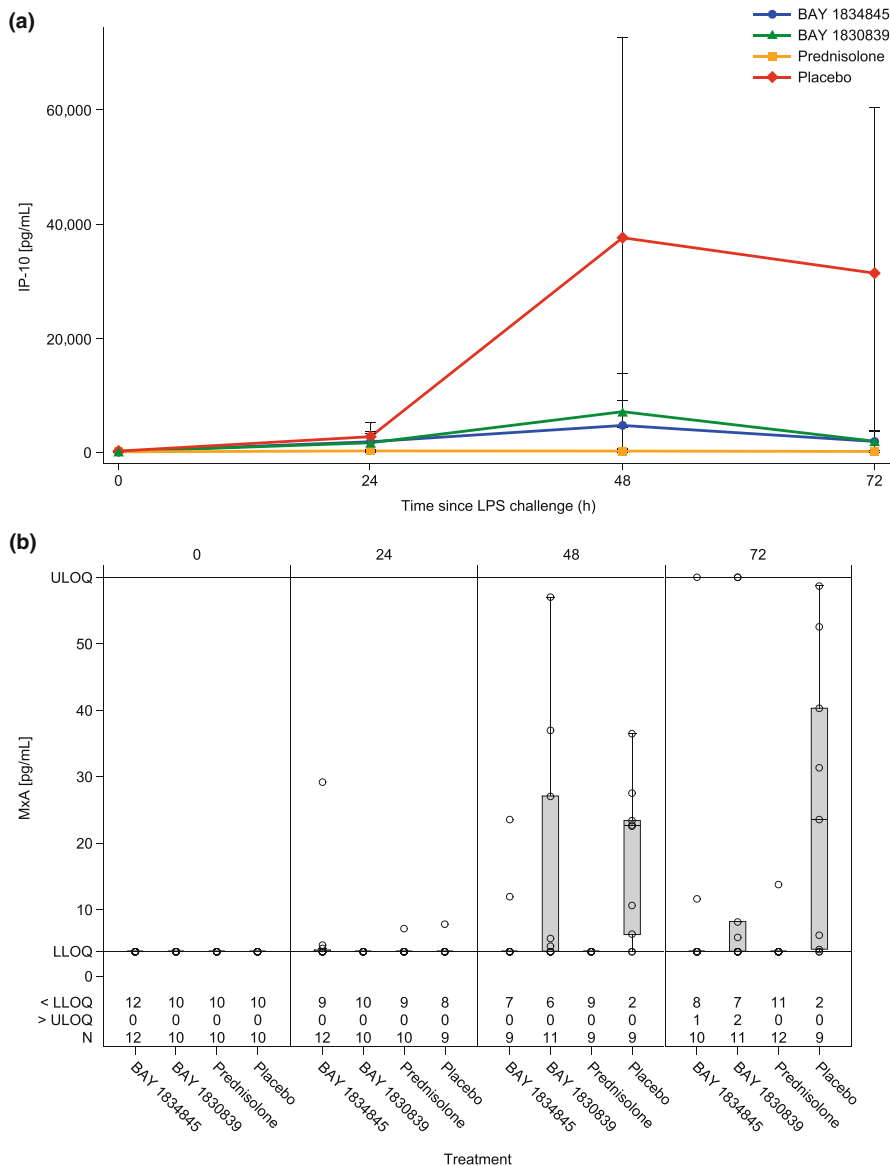 (a)
BAY 1834845
BAY 1830839
Prednisolone
Placebo
60,000
40,000
20,000
0
IP-10 [pg/mL]
0 24 48 72
Time since LPS challenge (h)
(b)
0 24 48 72
ULOQ
50
40
30
20
10
LLOQ
0
MxA [pg/mL]
< LLOQ 12 10 10 10 9 10 9 8 7 6 9 2 8 7 11 2
> ULOQ 0 0 0 0 0 0 0 0 0 0 0 0 1 2 0 0
N 12 10 10 10 12 10 10 9 9 11 9 9 10 11 12 9
BAY 1834845 BAY 1830839 Prednisolone Placebo BAY 1834845 BAY 1830839 Prednisolone Placebo BAY 1834845 BAY 1830839 Prednisolone Placebo BAY 1834845 BAY 1830839 Prednisolone Placebo
Treatment